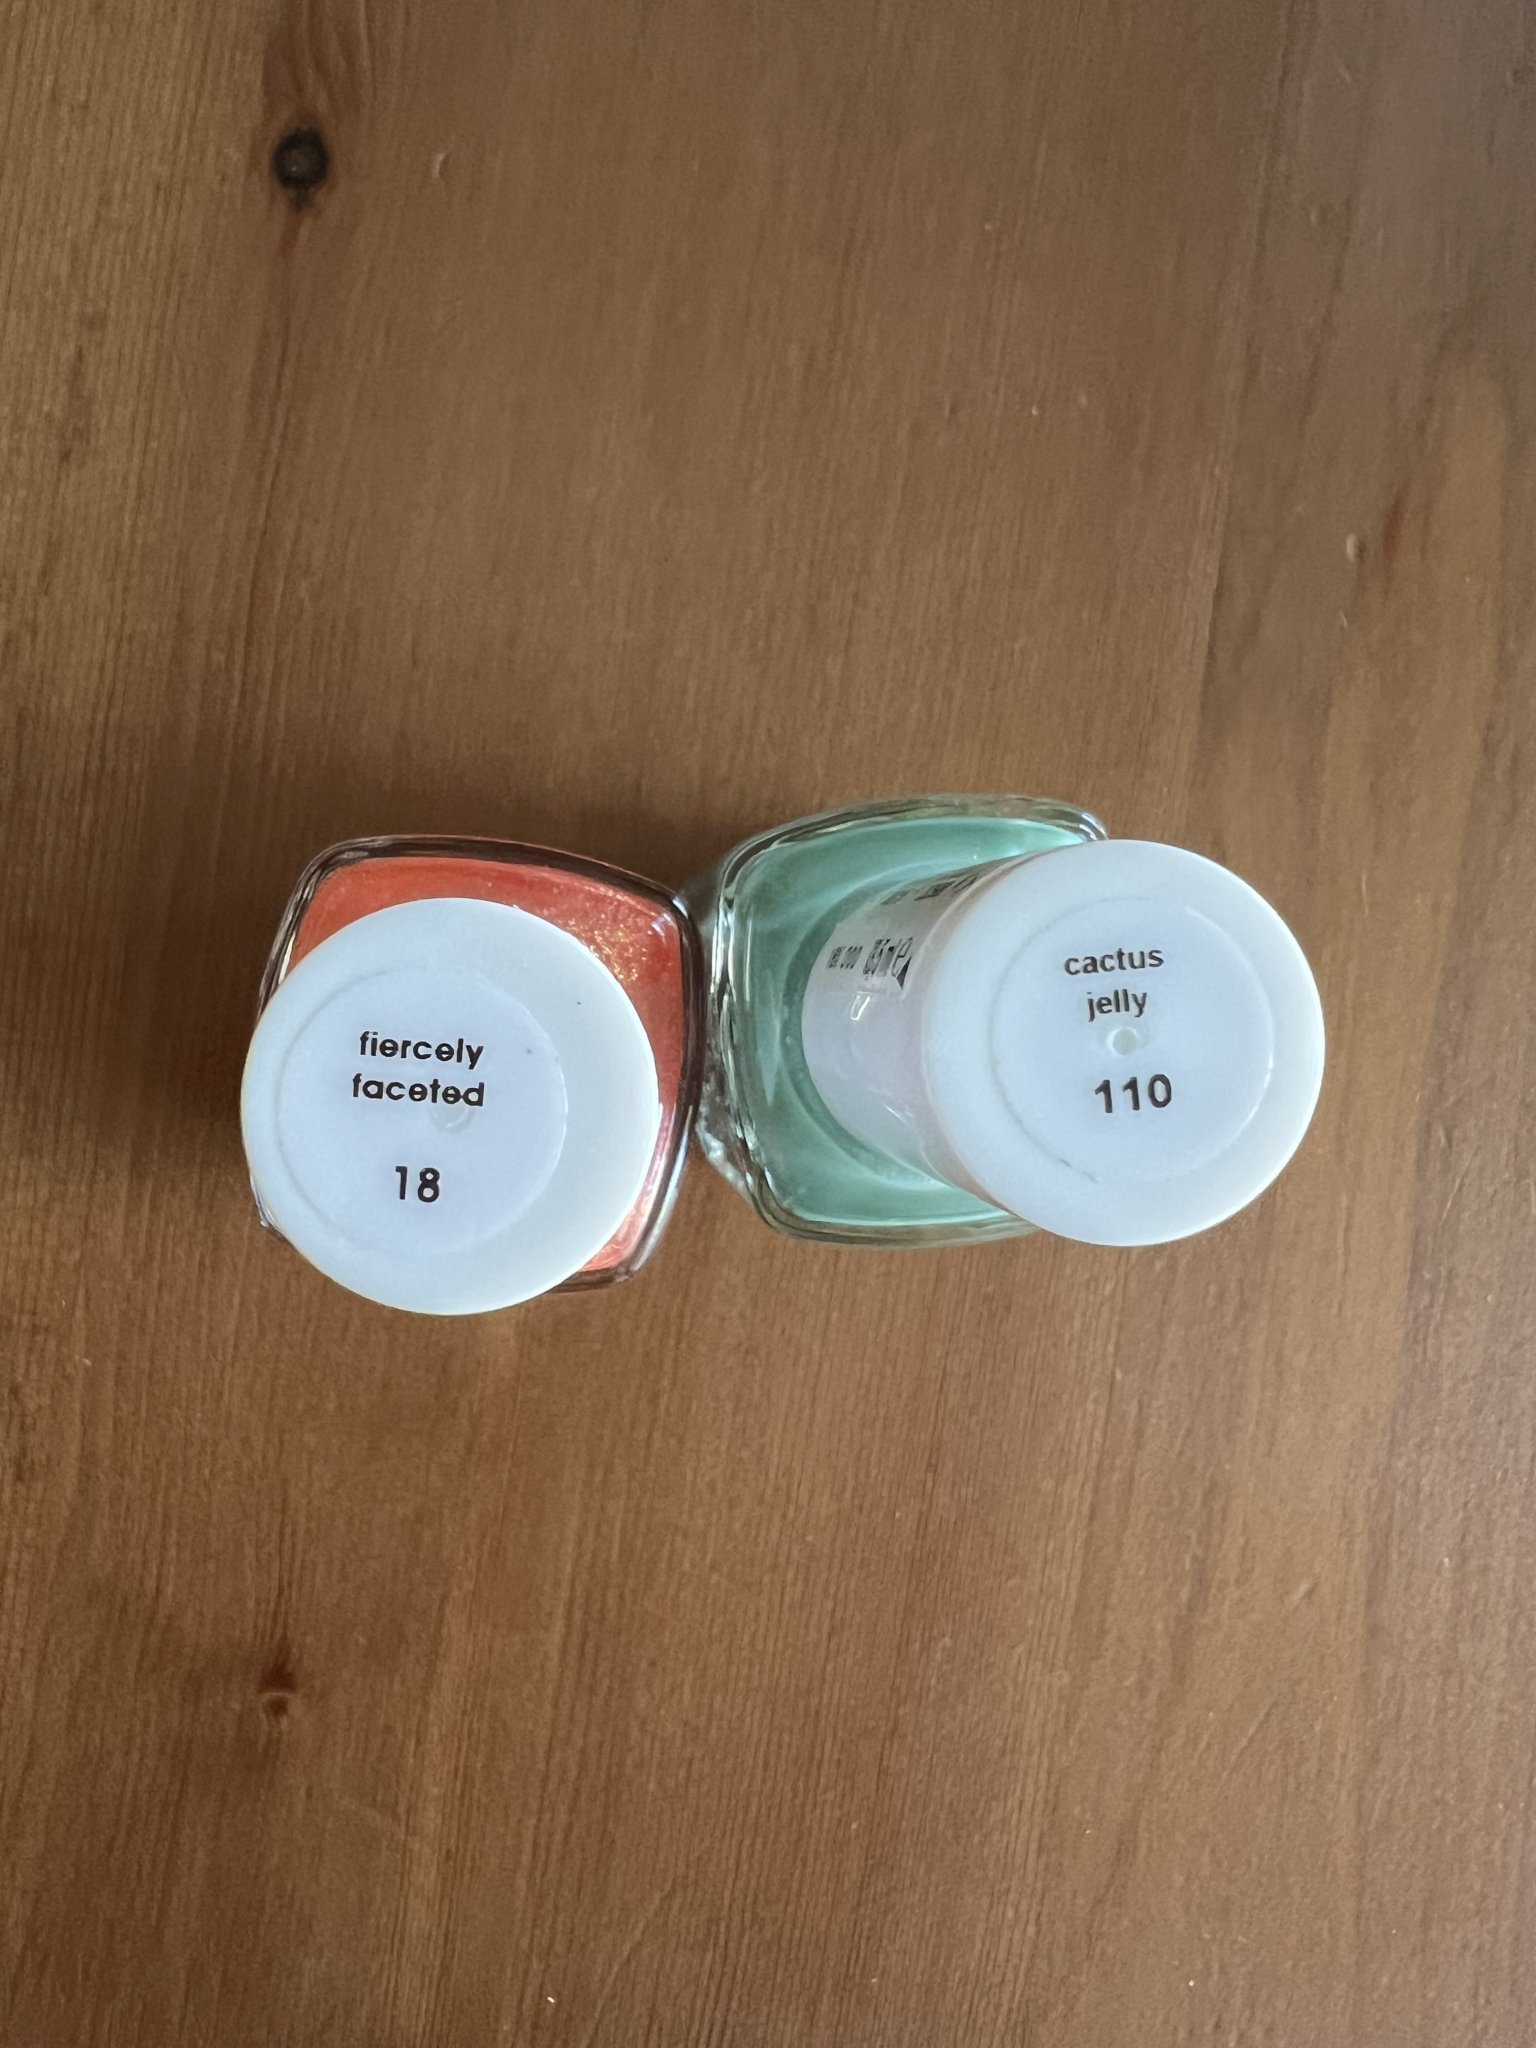 fiercely
faceted
18
cactus
jelly
110